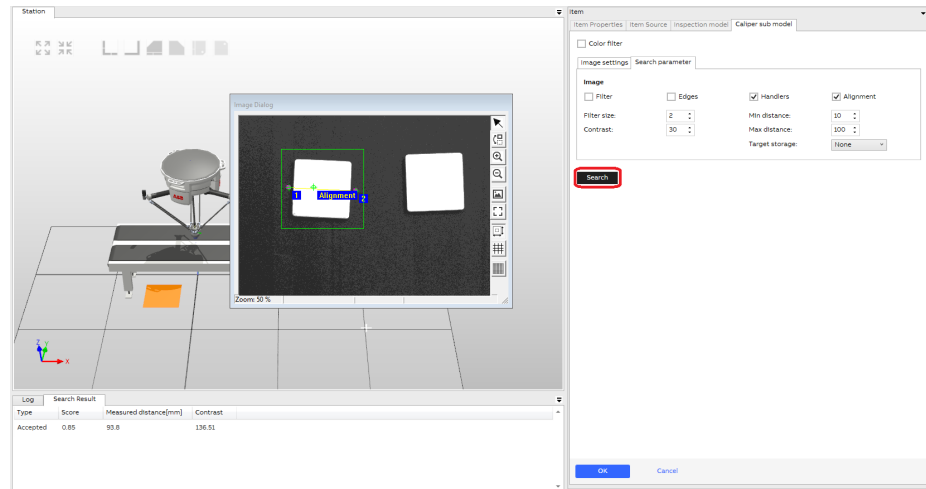 Station
Item
Item Properties Item Source Inspection model Caliper sub model
Color filter
Image settings Search parameter
Image
Filter Edges Handlers Alignment
Filter size: 2 Min distance: 10
Contrast: 30 Max distance: 100
Target storage: None
Search
Image Dialog
1 Alignment 2
Zoom: 50 %
ABB
Z y
x
Log Search Result
Type Score Measured distance[mm] Contrast
Accepted 0.85 93.8 136.51
OK Cancel